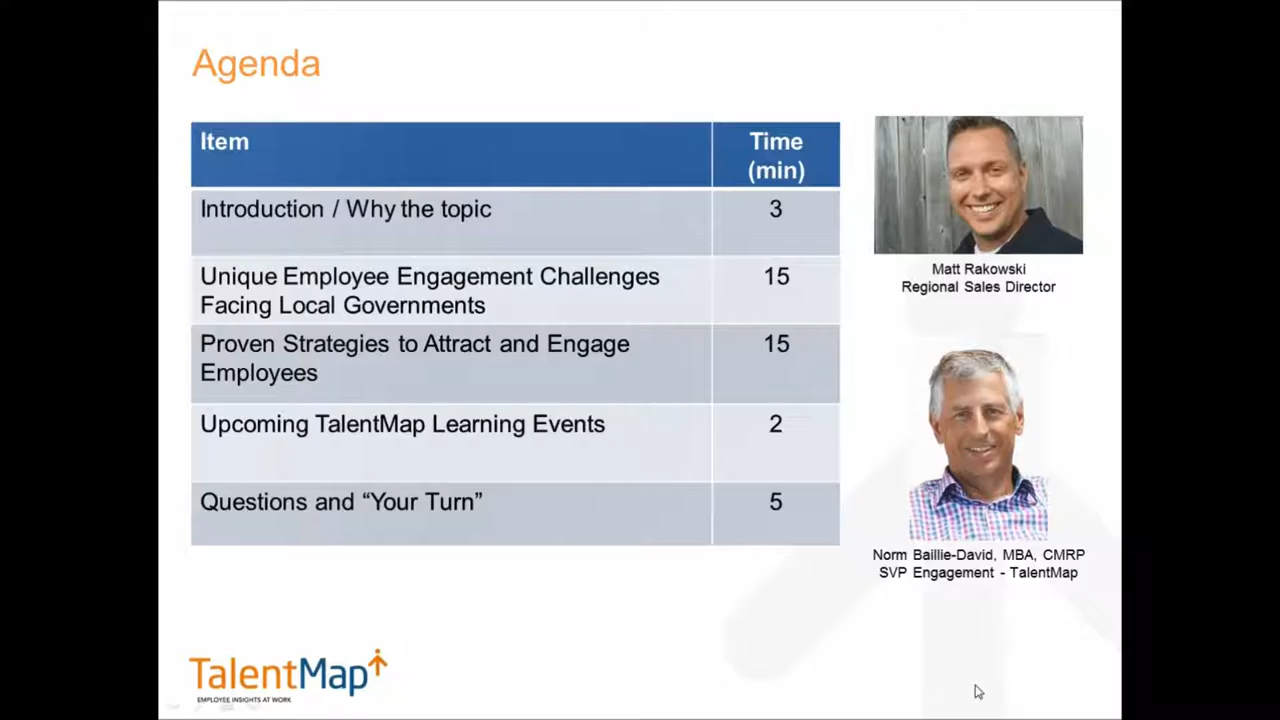 Agenda
Item
Time
(min)
Introduction / Why the topic
3
Unique Employee Engagement Challenges
Facing Local Governments
15
Proven Strategies to Attract and Engage
Employees
15
Upcoming TalentMap Learning Events
2
Questions and “Your Turn”
5
Matt Rakowski
Regional Sales Director
Norm Baillie-David, MBA, CMRP
SVP Engagement - TalentMap
TalentMap
EMPLOYEE INSIGHTS AT WORK